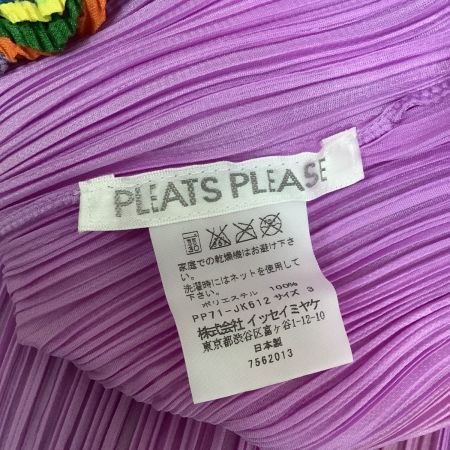 PLEATS PLEASE
家庭での乾燥機はお避け下さ
い。
洗濯時にはネットを使用して
下さい。
ポリエステル 100%
PP71-JK612 サイズ 3
株式会社 イッセイミヤケ
東京都渋谷区富ヶ谷1-12-10
日本製
7562013